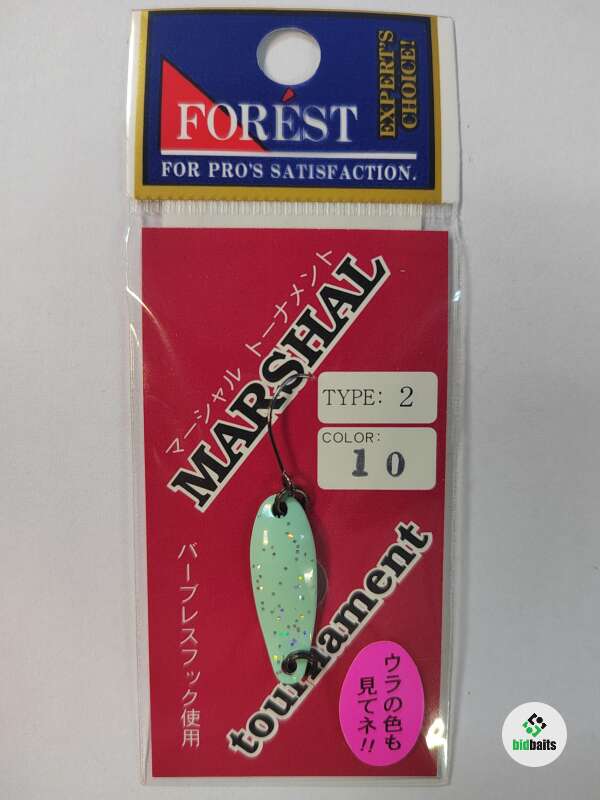 FORÉST
FOR PRO'S SATISFACTION.
EXPERT'S
CHOICE!
マーシャル トーナメント
MARSHAL
TYPE: 2
COLOR:
10
tournament
バーブレスフック使用
ウラの色も
見てネ!!
bidbaits